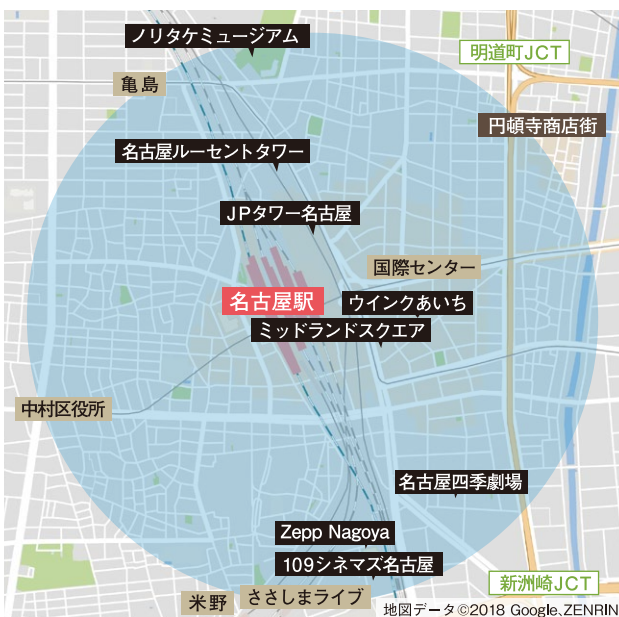 ノリタケミュージアム
明道町JCT
亀島
円頓寺商店街
名古屋ルーセントタワー
JPタワー名古屋
国際センター
名古屋駅
ウインクあいち
ミッドランドスクエア
中村区役所
名古屋四季劇場
Zepp Nagoya
109シネマズ名古屋
新洲崎JCT
ささしまライブ
米野
地図データ©2018 Google、ZENRIN